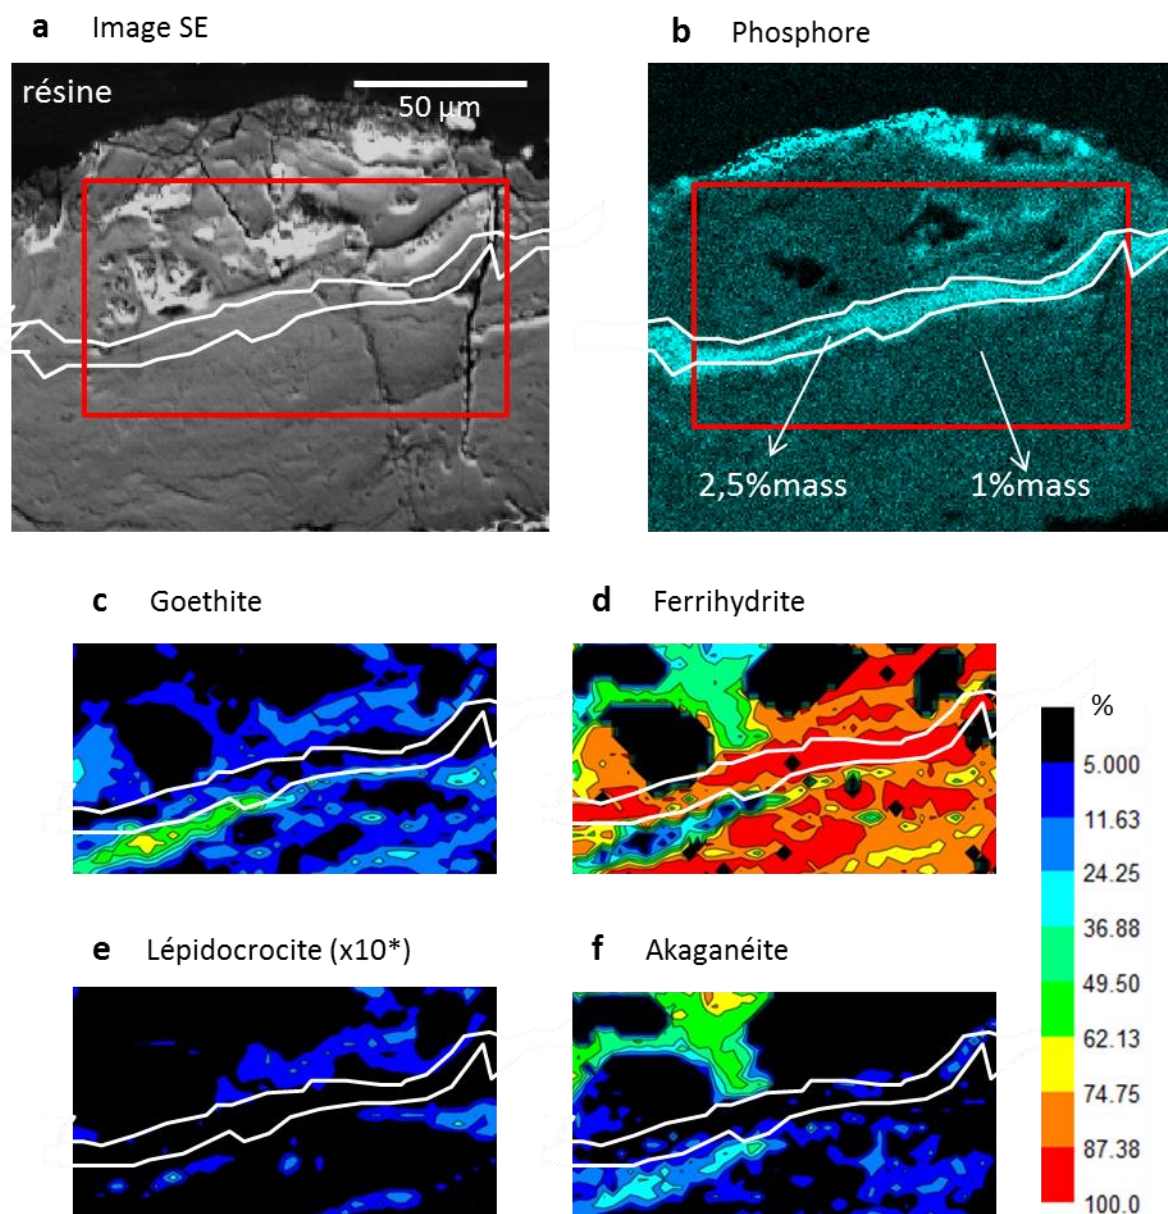 a Image SE
b Phosphore
résine
50 µm
2,5%mass
1%mass
c Goethite
d Ferrihydrite
%
5.000
11.63
24.25
36.88
49.50
62.13
74.75
87.38
100.0
e Lépidocrocite (x10*)
f Akaganéite